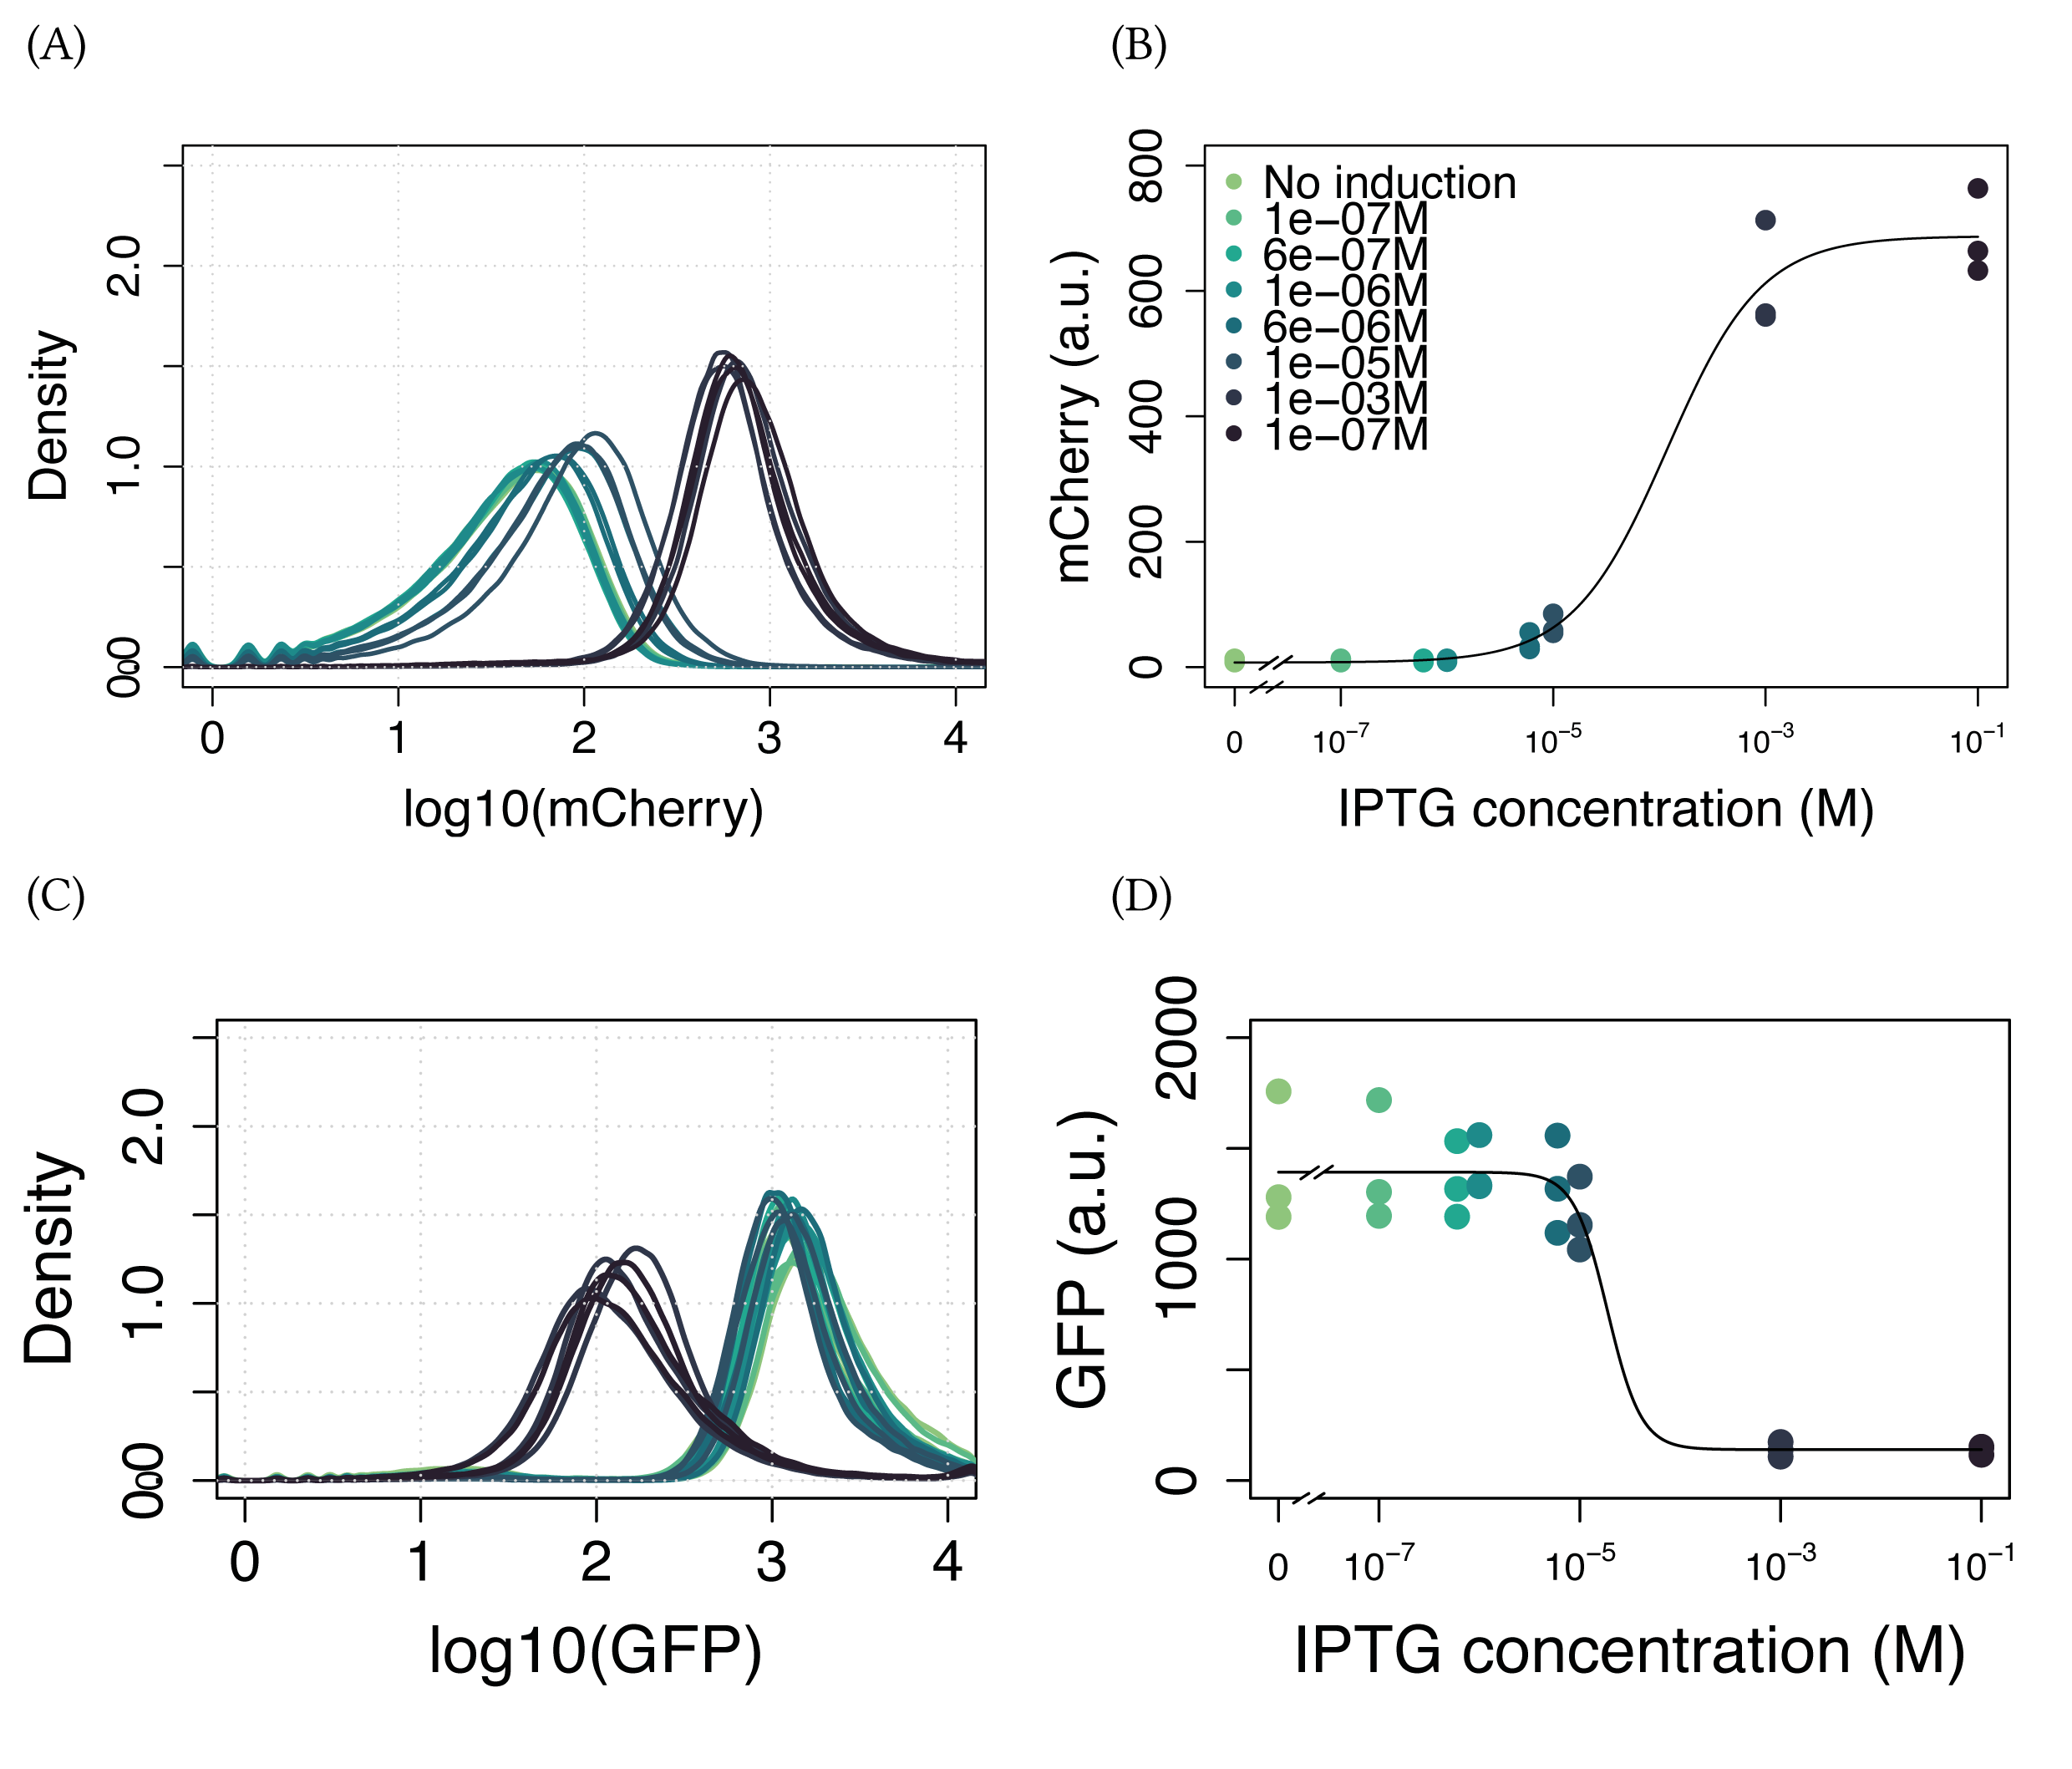 (A)
Density
0
0.0
1.0
2.0
0 1 2 3 4
log10(mCherry)
(B)
mCherry (a.u.)
0 200 400 600 800
No induction
1e−07M
6e−07M
1e−06M
6e−06M
1e−05M
1e−03M
1e−07M
0 10−7 10−5 10−3 10−1
IPTG concentration (M)
(C)
Density
0
0.0
1.0
2.0
0 1 2 3 4
log10(GFP)
(D)
GFP (a.u.)
0 1000 2000
0 10−7 10−5 10−3 10−1
IPTG concentration (M)